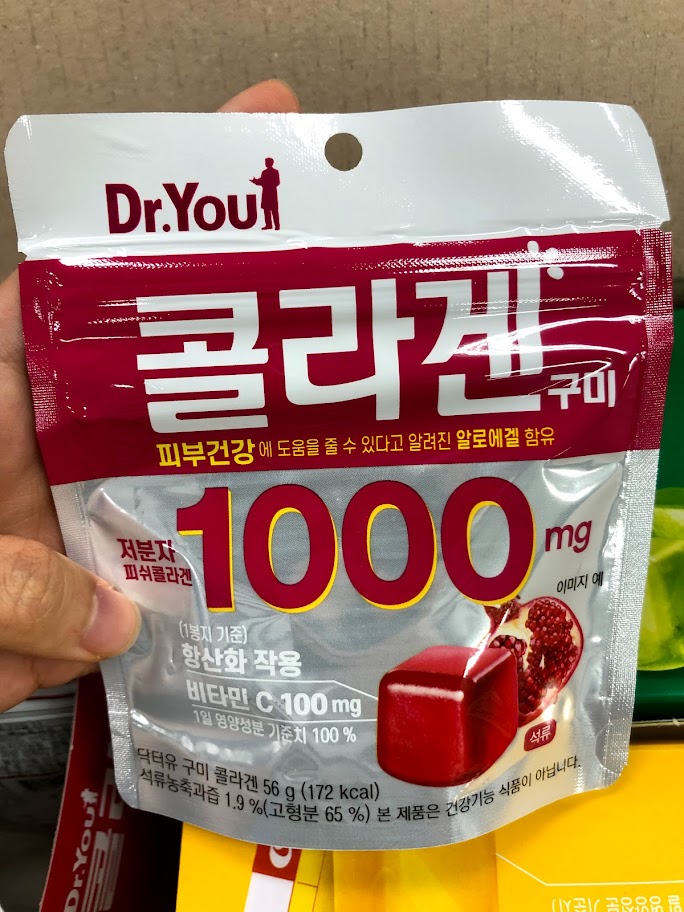 Dr.You
콜라겐 구미
피부건강에 도움을 줄 수 있다고 알려진 알로에겔 함유
저분자
피쉬콜라겐
1000 mg
이미지 예
(1봉지 기준)
항산화 작용
비타민 C 100 mg
1일 영양성분 기준치 100 %
석류
닥터유 구미 콜라겐 56 g (172 kcal)
석류농축과즙 1.9 %(고형분 65 %) 본 제품은 건강기능 식품이 아닙니다.
Dr.You